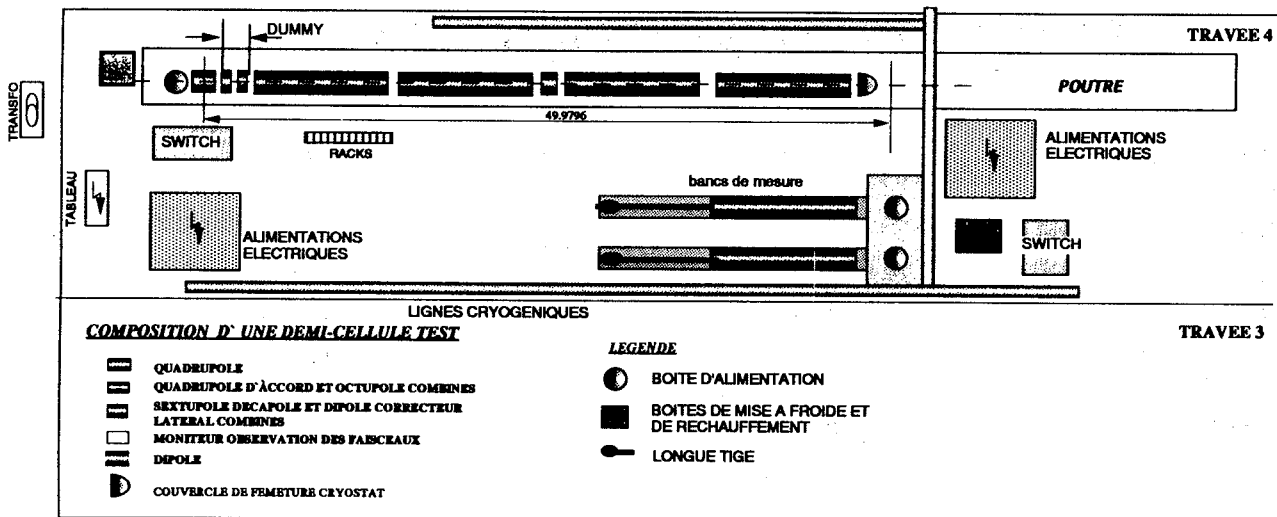 DUMMY
TRAVEE 4
TRANSFO
POUTRE
49.9796
SWITCH
RACKS
ALIMENTATIONS
ELECTRIQUES
TABLEAU
bancs de mesure
ALIMENTATIONS
ELECTRIQUES
SWITCH
LIGNES CRYOGENIQUES
COMPOSITION D` UNE DEMI-CELLULE TEST
TRAVEE 3
QUADRUPOLE
QUADRUPOLE D`ÀCCORD ET OCTUPOLE COMBINES
SEXTUPOLE DECAPOLE ET DIPOLE CORRECTEUR
LATERAL COMBINES
MONITEUR OBSERVATION DES FAISCEAUX
DIPOLE
COUVERCLE DE FEMETURE CRYOSTAT
LEGENDE
BOITE D'ALIMENTATION
BOITES DE MISE A FROIDE ET
DE RECHAUFFEMENT
LONGUE TIGE